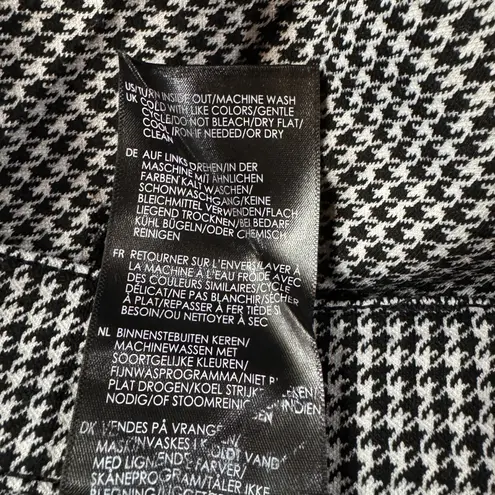 US/TURN INSIDE OUT/MACHINE WASH
UK COLD WITH LIKE COLORS/GENTLE
CYCLE/DO NOT BLEACH/DRY FLAT/
COOL IRON IF NEEDED/OR DRY
CLEAN
DE AUF LINKS DREHEN/IN DER
MASCHINE MIT ÄHNLICHEN
FARBEN KALT WASCHEN/
SCHONWASCHGANG/KEINE
BLEICHMITTEL VERWENDEN/FLACH
LIEGEND TROCKNEN/BEI BEDARF
KÜHL BÜGELN/ODER CHEMISCH
REINIGEN
FR RETOURNER SUR L'ENVERS/LAVER À
LA MACHINE À L'EAU FROIDE AVEC
DES COULEURS SIMILAIRES/CYCLE
DÉLICAT/NE PAS BLANCHIR/SÉCHER
À PLAT/REPASSER À FER TIÈDE SI
BESOIN/OU NETTOYER À SEC
NL BINNENSTEBUITEN KEREN/
MACHINEWASSEN MET
SOORTGELIJKE KLEUREN/
FIJNWASPROGRAMMA/NIET
PLAT DROGEN/KOEL INDIEN
NODIG/OF
DK VENDES PÅ VRANGEN/
I KOLDT VAND
MED FARVER/
SKÅNEPROGRAM/TÅLER IKKE